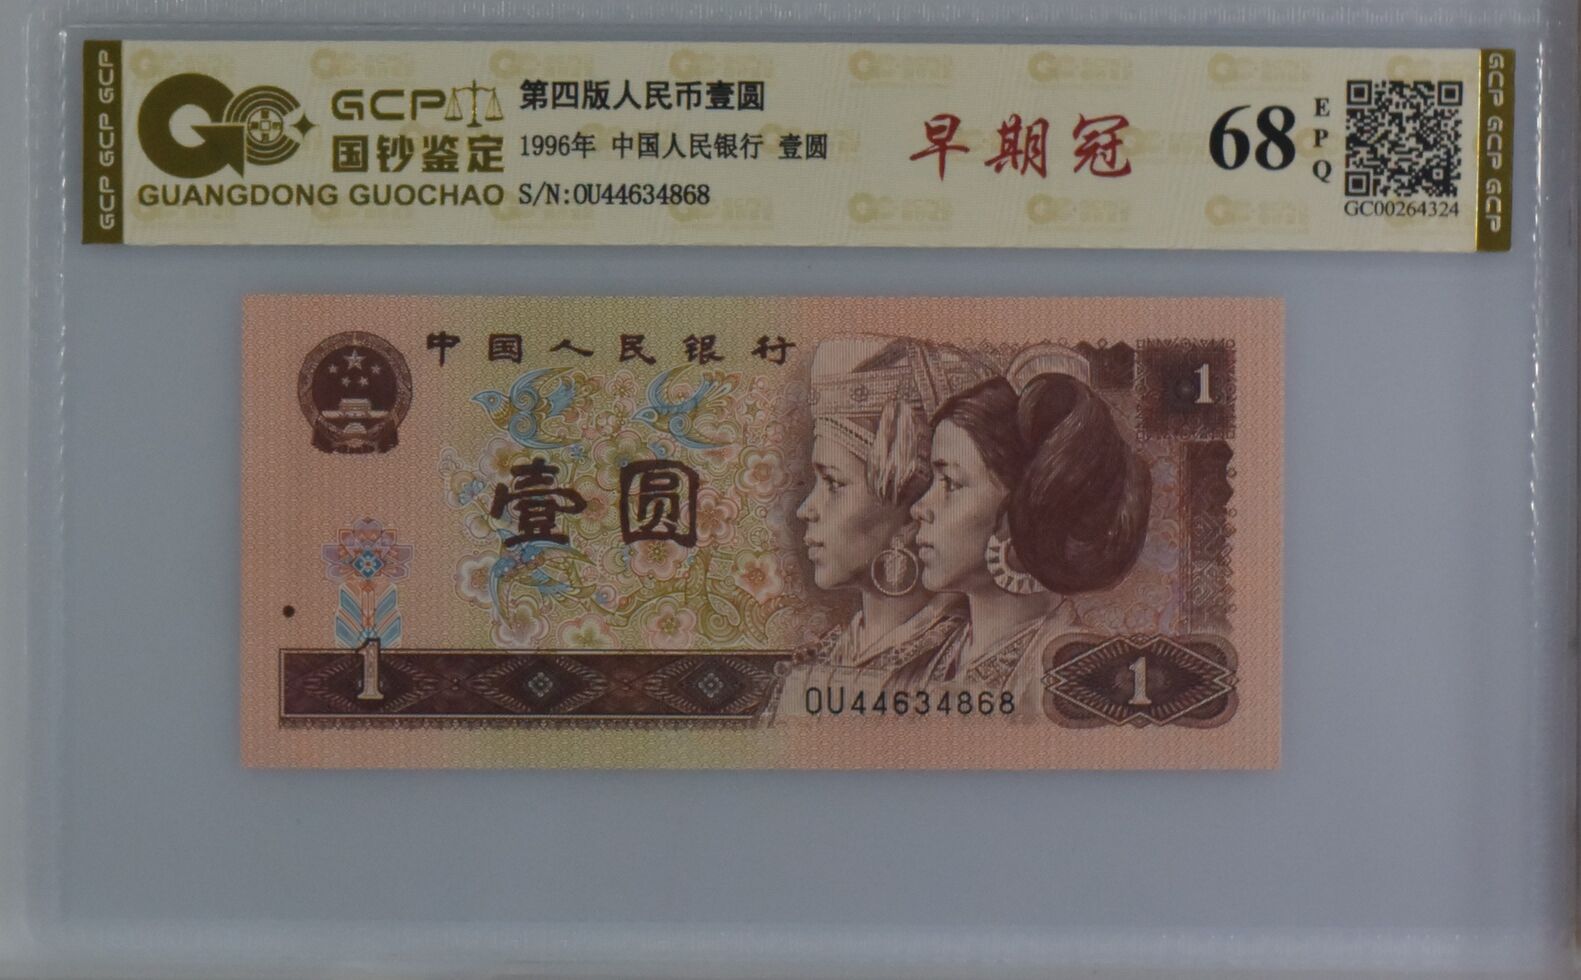 GCP GCP GCP
GCP
国钞鉴定
GUANGDONG GUOCHAO
第四版人民币壹圆
1996年 中国人民银行 壹圆
S/N:OU44634868
早期冠
68
EPQ
GC00264324
GCP GCP GCP
中国人民银行
1
壹圆
1
OU44634868
1